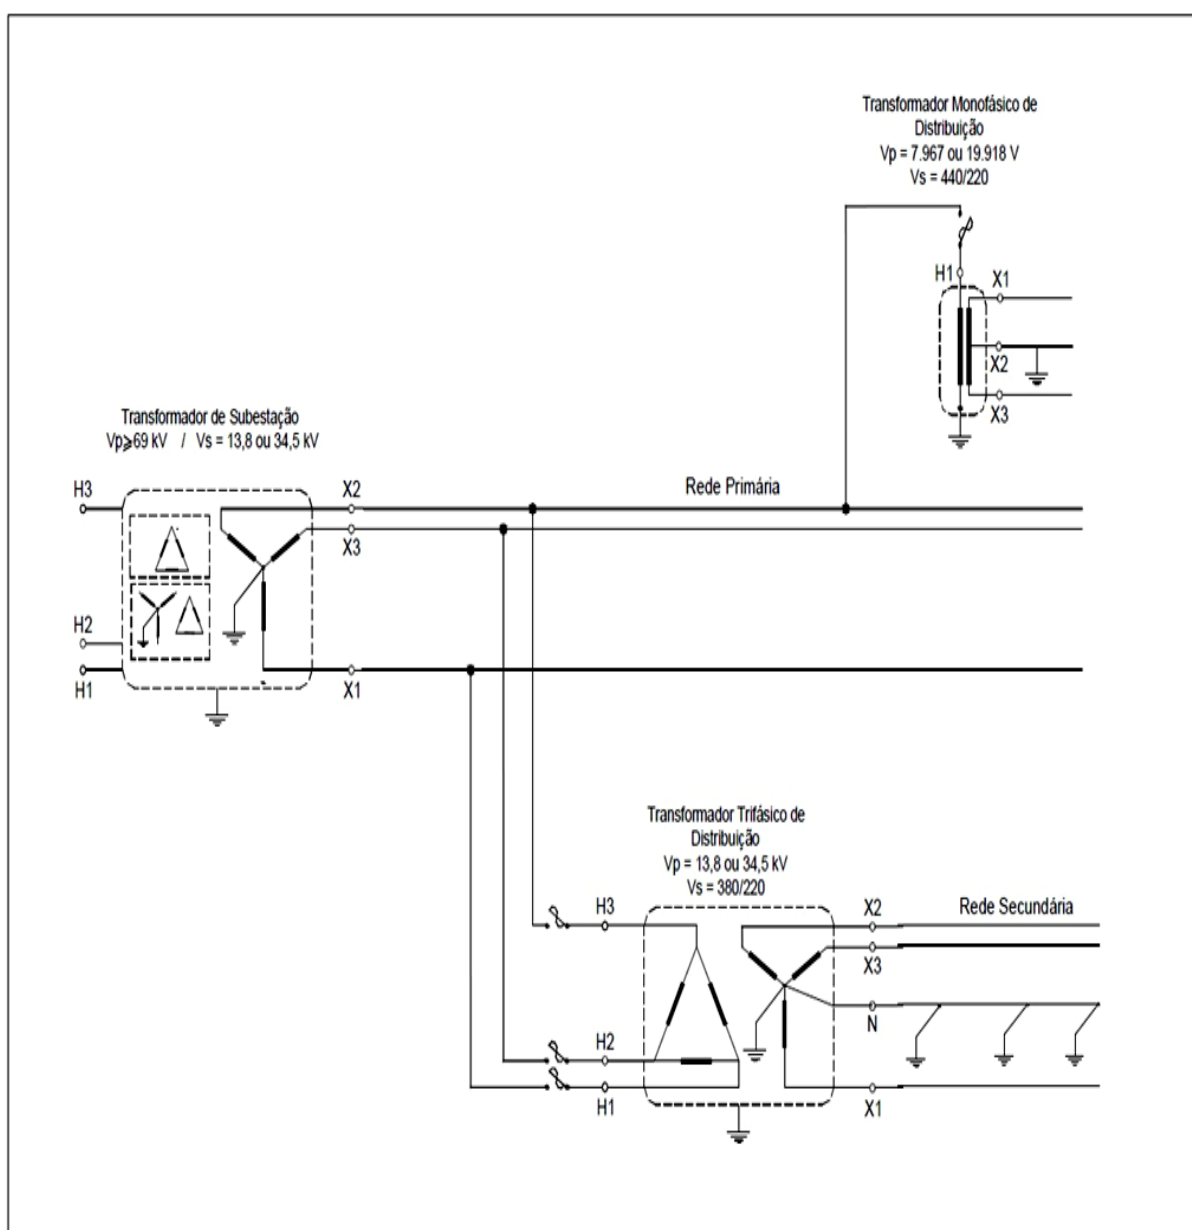 Transformador Monofásico de
Distribuição
Vp = 7.967 ou 19.918 V
Vs = 440/220
H1
X1
X2
X3
Transformador de Subestação
Vp⩾69 kV / Vs = 13,8 ou 34,5 kV
H3
X2
Rede Primária
X3
H2
H1
X1
Transformador Trifásico de
Distribuição
Vp = 13,8 ou 34,5 kV
Vs = 380/220
H3
X2
Rede Secundária
X3
N
H2
H1
X1